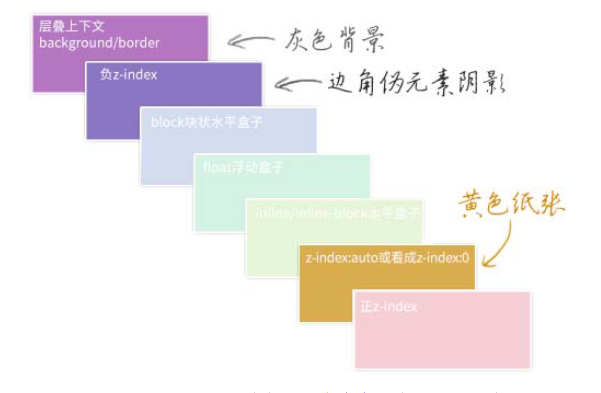 层叠上下文
background/border
灰色背景
负z-index
边角伪元素阴影
block块状水平盒子
float浮动盒子
inline/inline-block水平盒子
黄色纸张
z-index:auto或看成z-index:0
正z-index